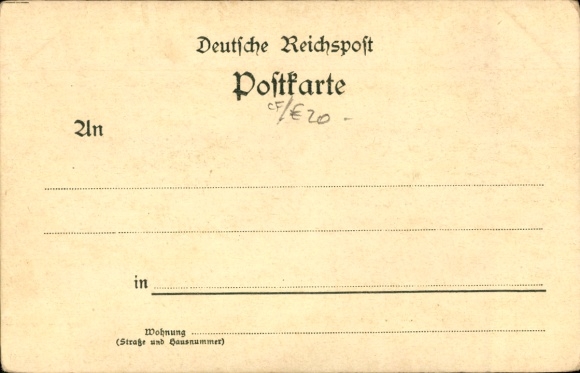 Deutsche Reichspost
Postkarte
CF/€20 -
An
in
Wohnung
(Straße und Hausnummer)